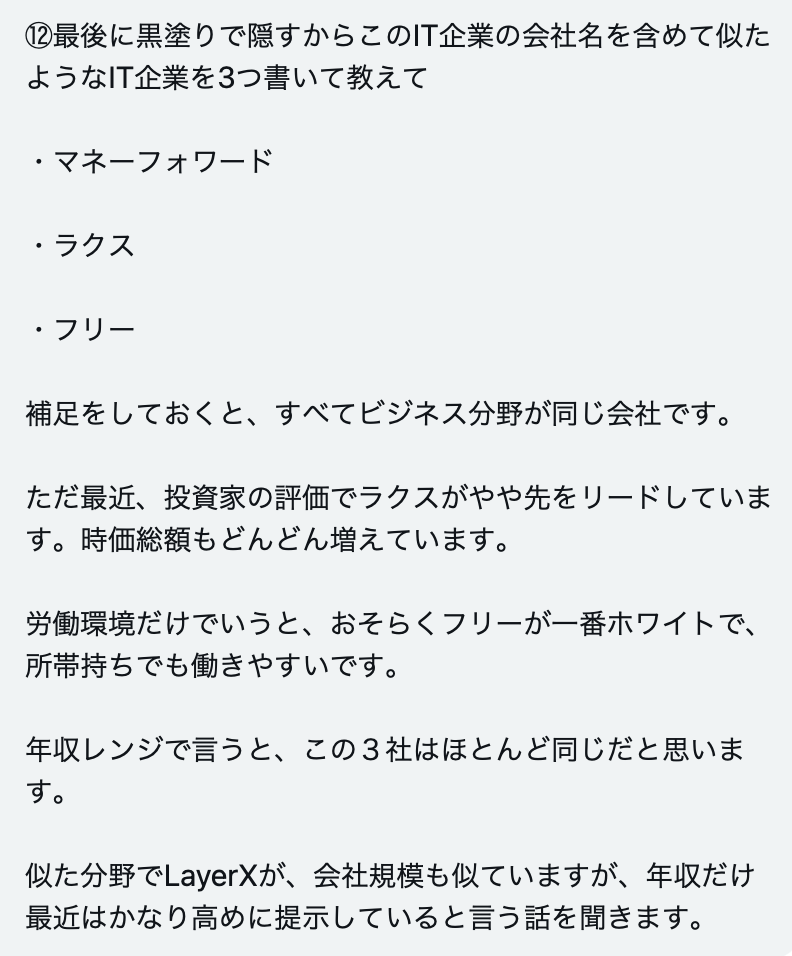 ⑫最後に黒塗りで隠すからこのIT企業の会社名を含めて似た
ようなIT企業を3つ書いて教えて
・マネーフォワード
・ラクス
・フリー
補足をしておくと、すべてビジネス分野が同じ会社です。
ただ最近、投資家の評価でラクスがやや先をリードしていま
す。時価総額もどんどん増えています。
労働環境だけでいうと、おそらくフリーが一番ホワイトで、
所帯持ちでも働きやすいです。
年収レンジで言うと、この３社はほとんど同じだと思いま
す。
似た分野でLayerXが、会社規模も似ていますが、年収だけ
最近はかなり高めに提示していると言う話を聞きます。